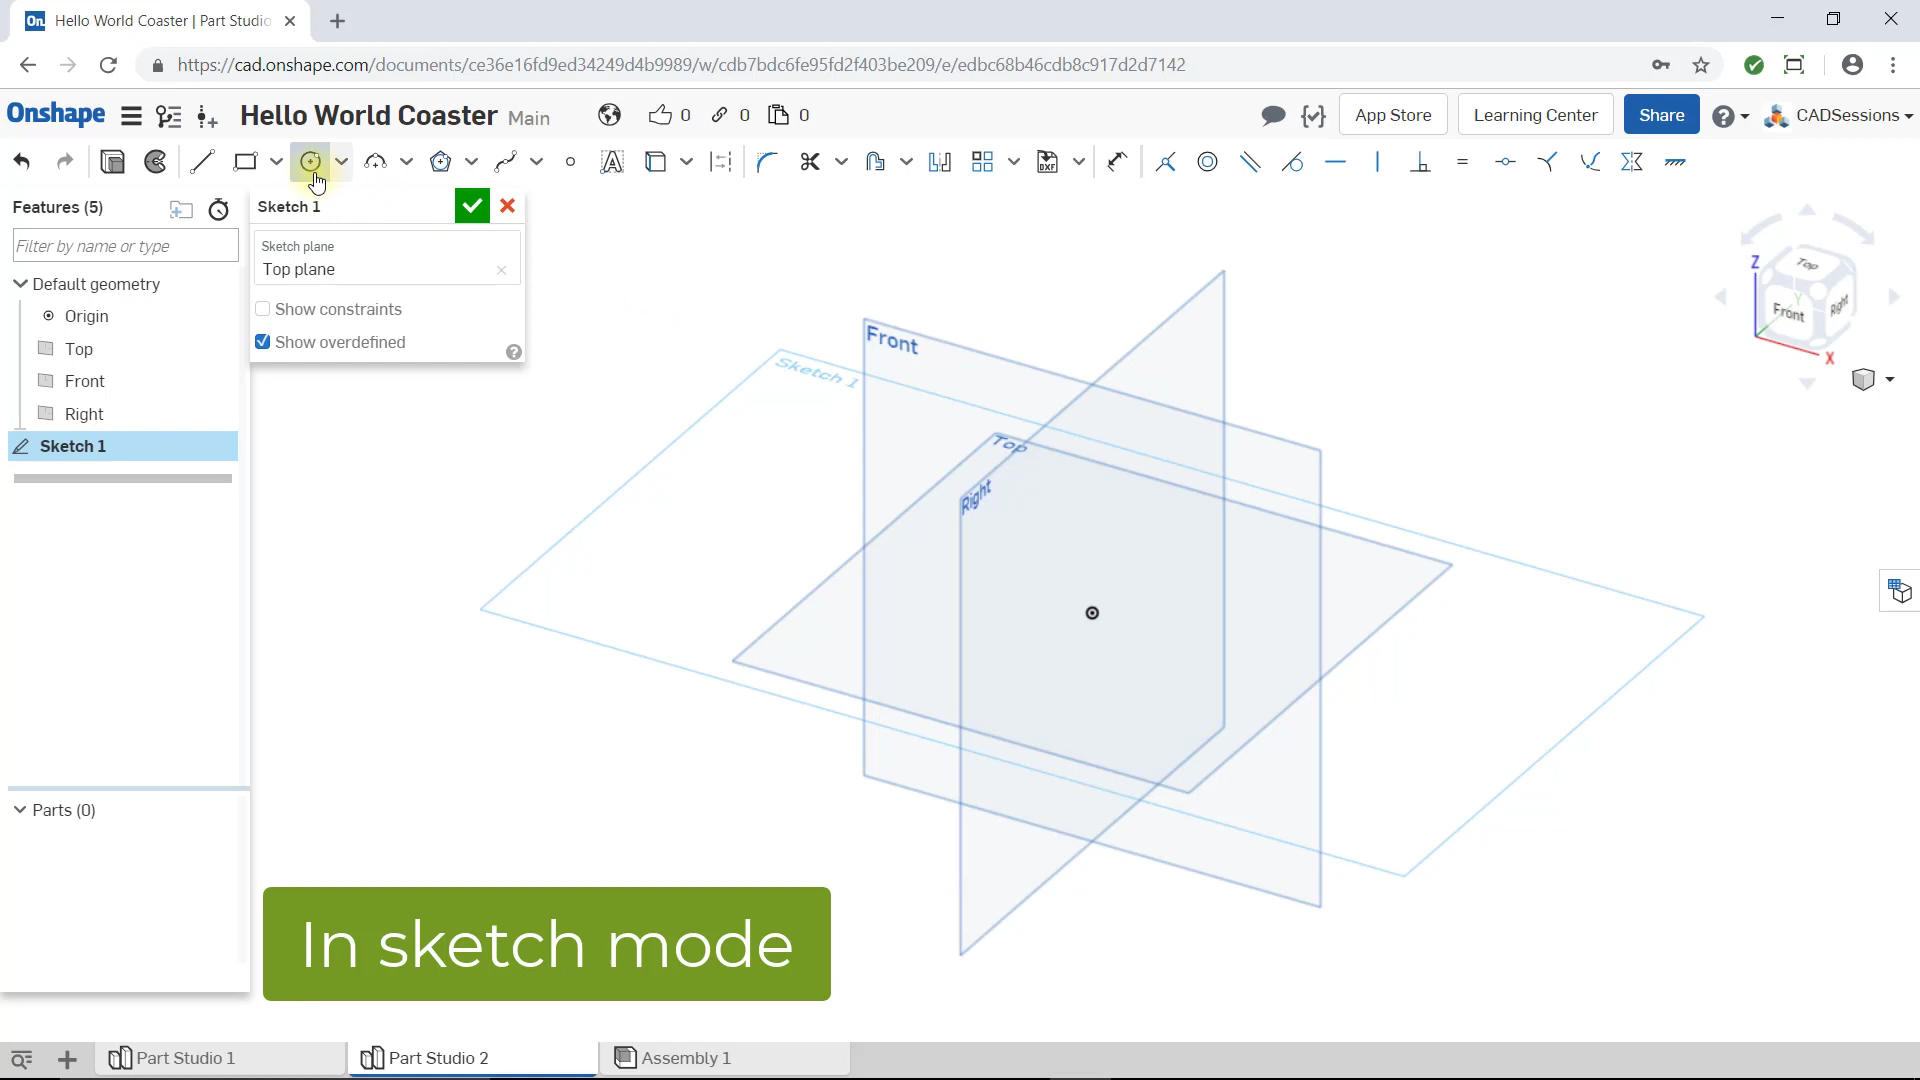 On Hello World Coaster | Part Studio
https://cad.onshape.com/documents/ce36e16fd9ed34249d4b9989/w/cdb7bdc6fe95fd2f403be209/e/edbc68b46cdb8c917d2d7142
Onshape Hello World Coaster Main 0 0 0 App Store Learning Center Share CADSessions
DXF
Features (5)
Filter by name or type
Default geometry
Origin
Top
Front
Right
Sketch 1
Parts (0)
Sketch 1
Sketch plane
Top plane
Show constraints
Show overdefined
Front
Sketch 1
Top
Right
Z
Top
Y
Front
Right
X
In sketch mode
Part Studio 1
Part Studio 2
Assembly 1